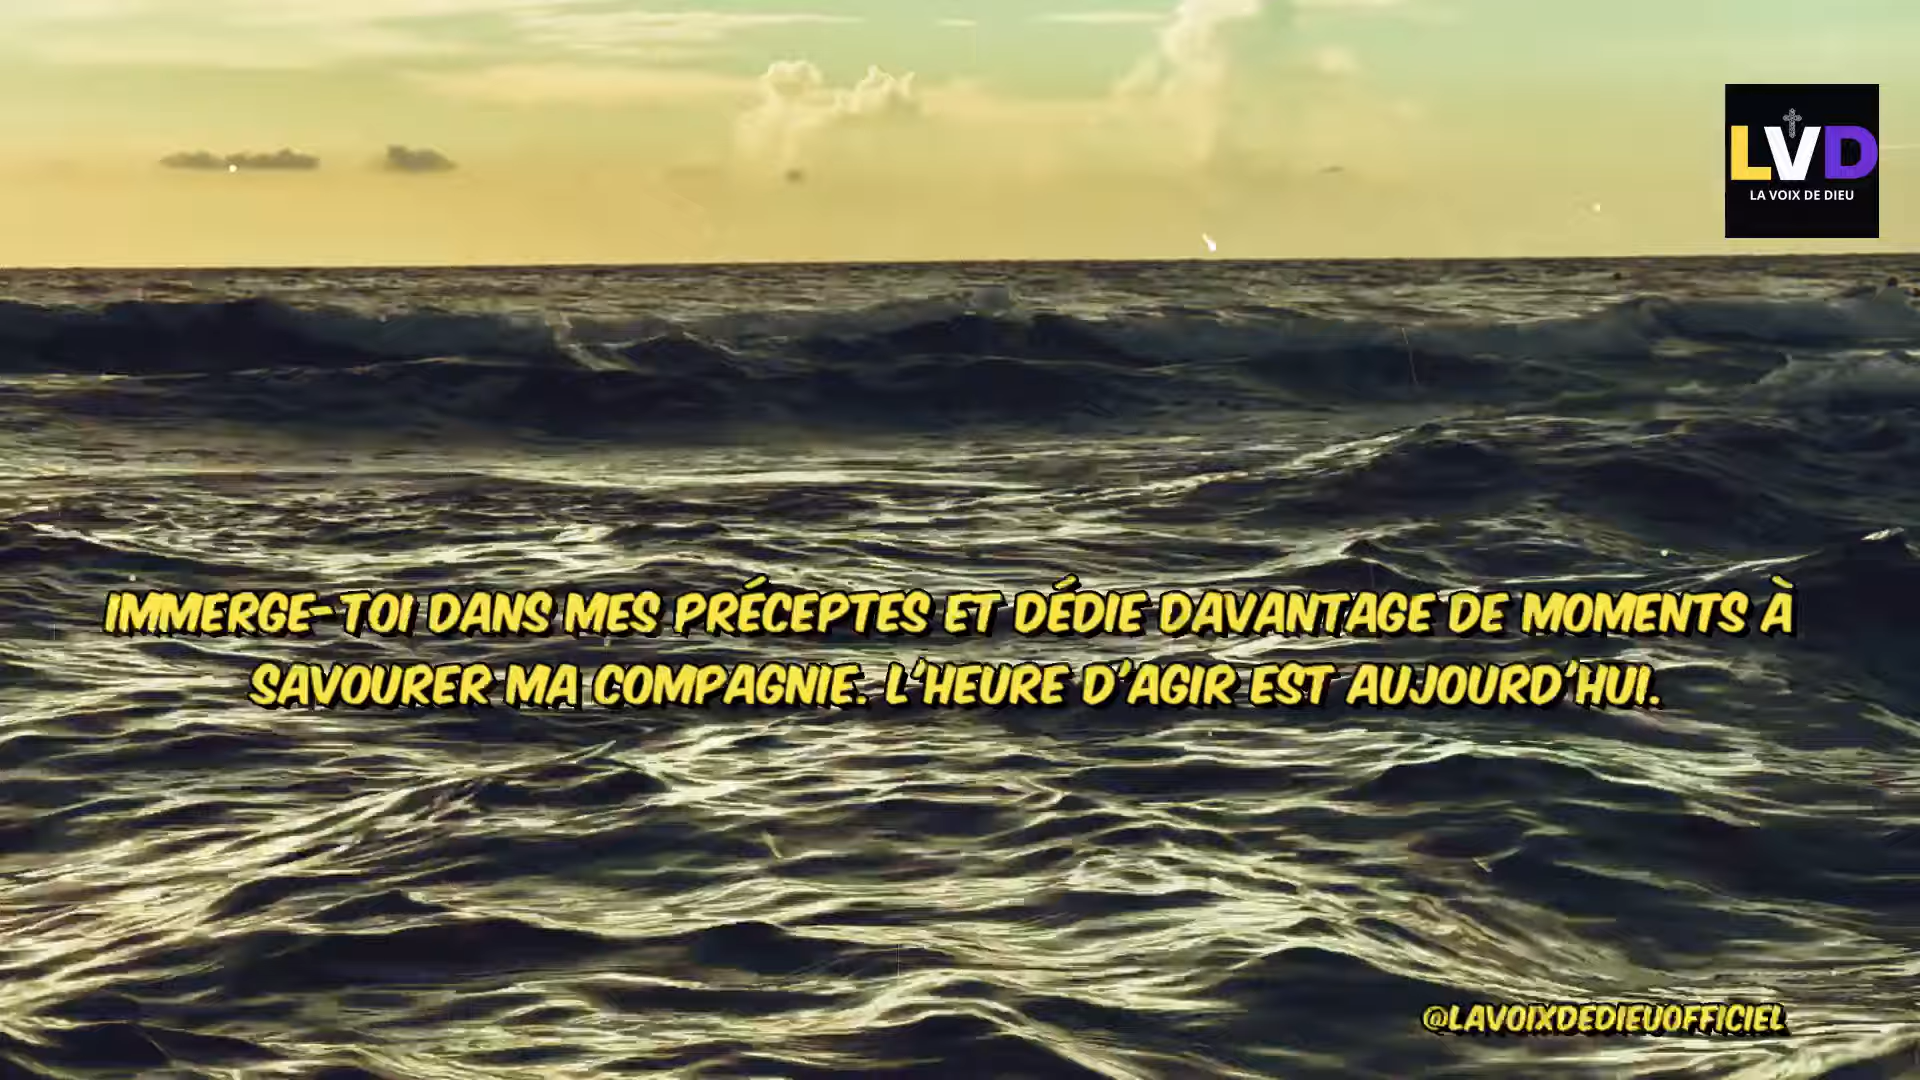 LVD
LA VOIX DE DIEU
IMMERGE-TOI DANS MES PRÉCEPTES ET DÉDIE DAVANTAGE DE MOMENTS À
SAVOURER MA COMPAGNIE. L'HEURE D'AGIR EST AUJOURD'HUI.
@LAVOIXDEDIEUOFFICIEL